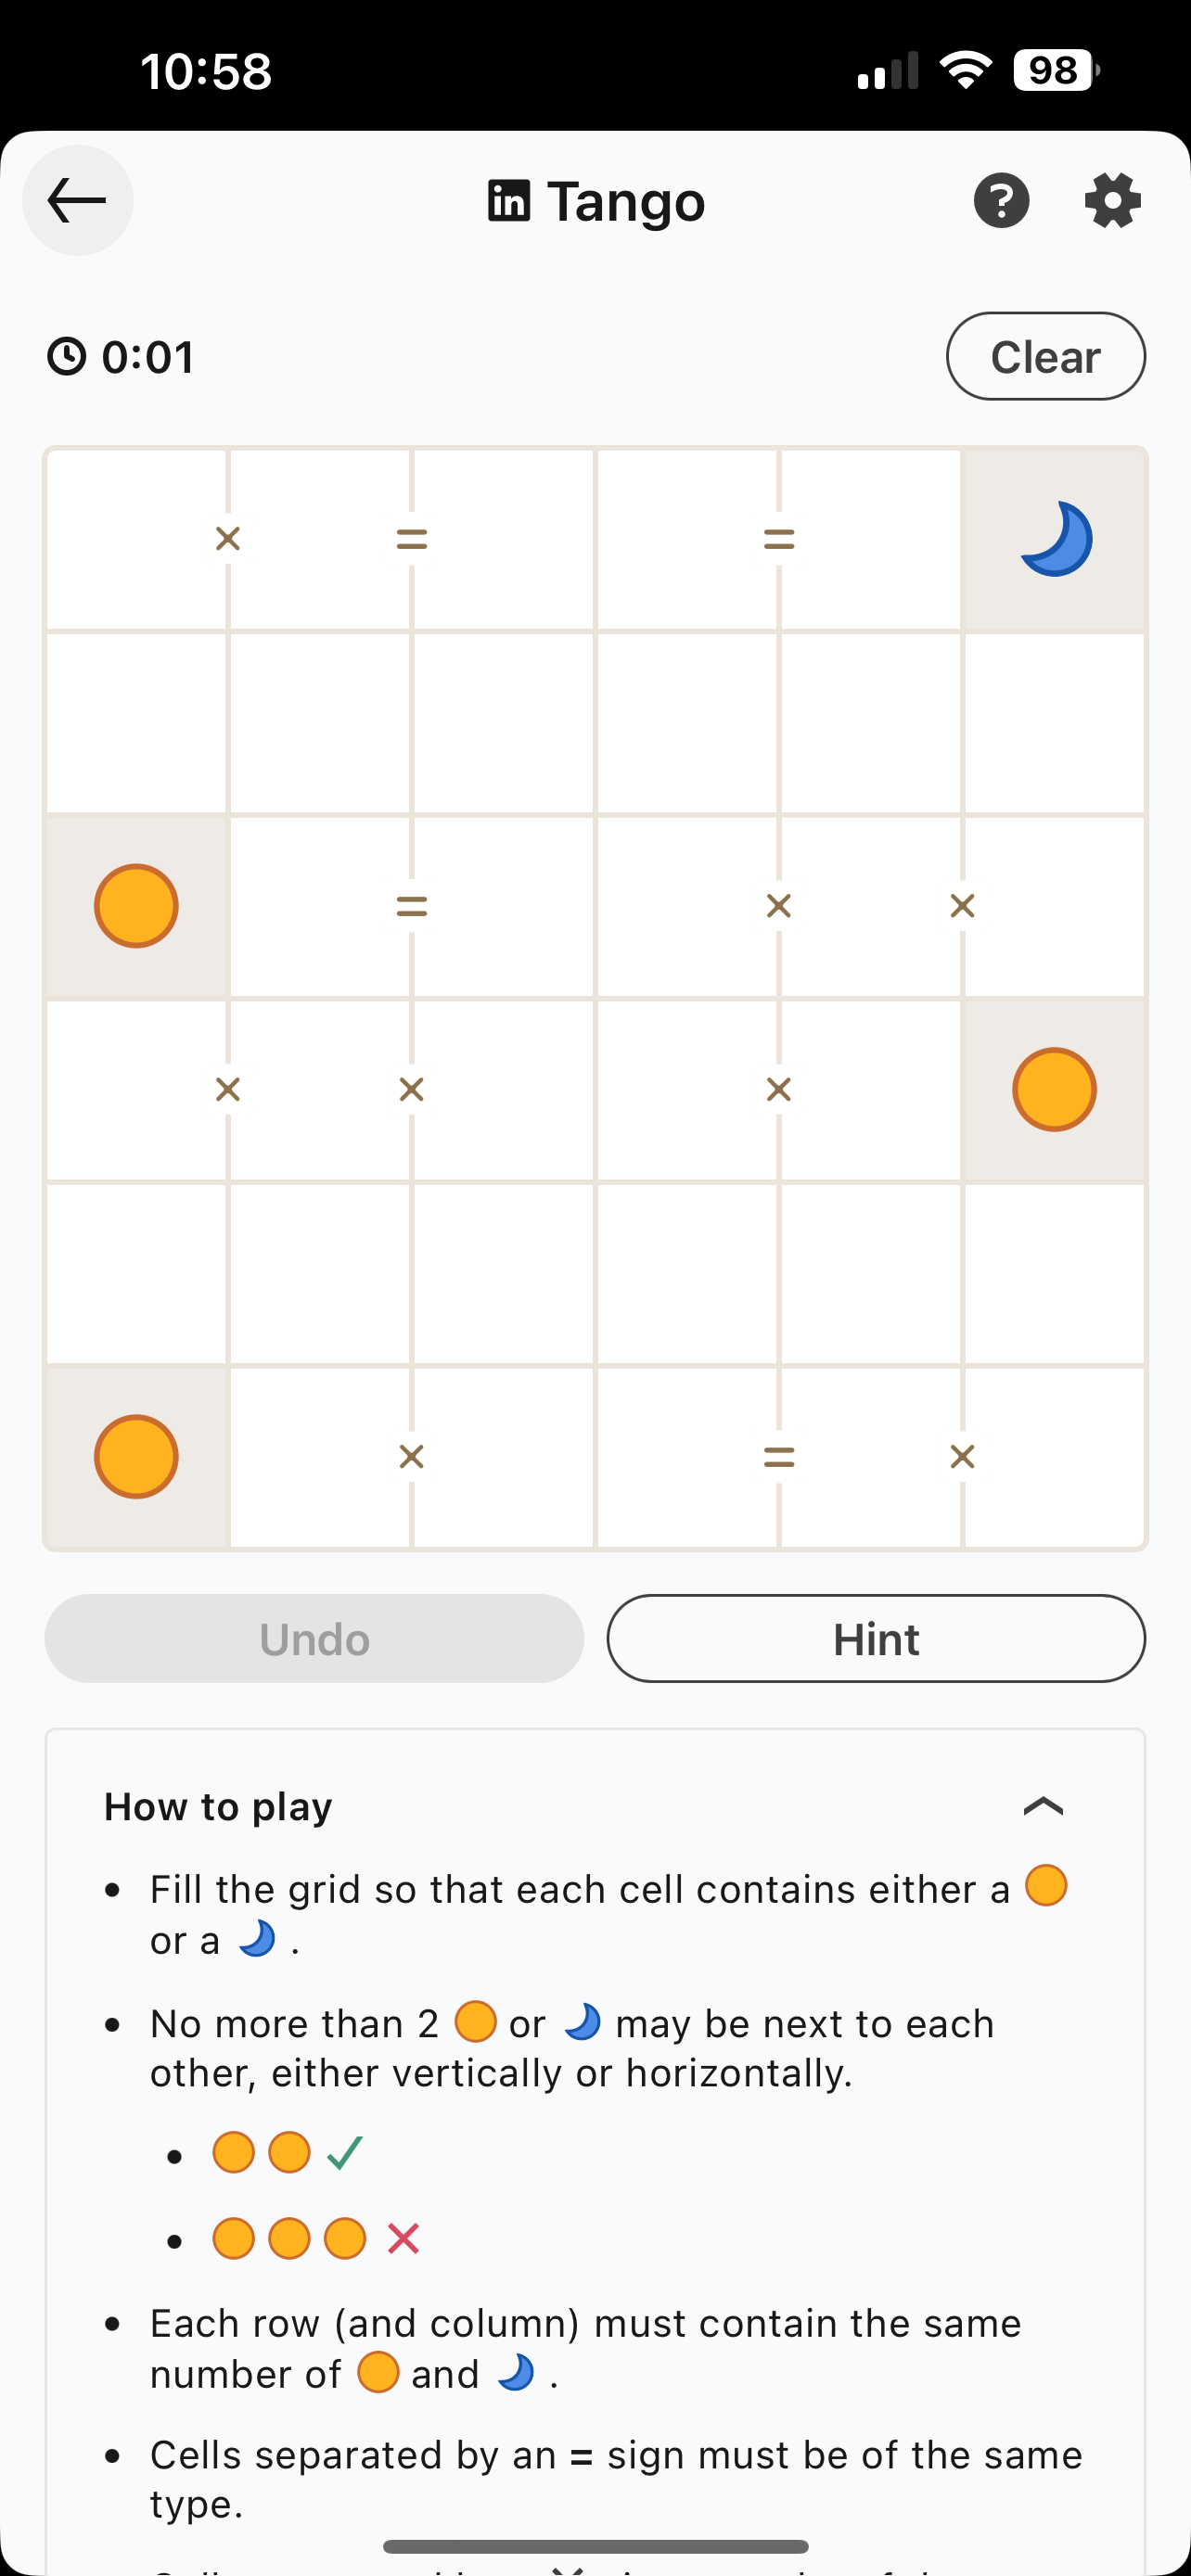 10:58
98
in Tango
?
0:01
Clear
× = =
= × ×
× × ×
× = ×
Undo
Hint
How to play
• Fill the grid so that each cell contains either a
or a .
• No more than 2 or may be next to each
other, either vertically or horizontally.
• Each row (and column) must contain the same
number of and .
• Cells separated by an = sign must be of the same
type.